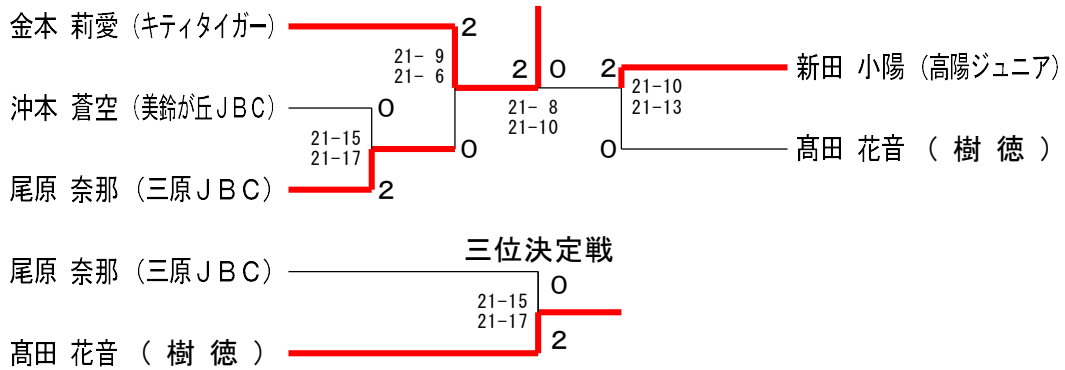 金本 莉愛 (キティタイガー)
2
21- 9
21- 6
2 0 2
新田 小陽 (高陽ジュニア)
21-10
21-13
沖本 蒼空 (美鈴が丘JBC)
0
21- 8
21-10
21-15
21-17
0
0
髙田 花音 ( 樹 徳 )
尾原 奈那 (三原JBC)
2
三位決定戦
尾原 奈那 (三原JBC)
0
21-15
21-17
髙田 花音 ( 樹 徳 )
2